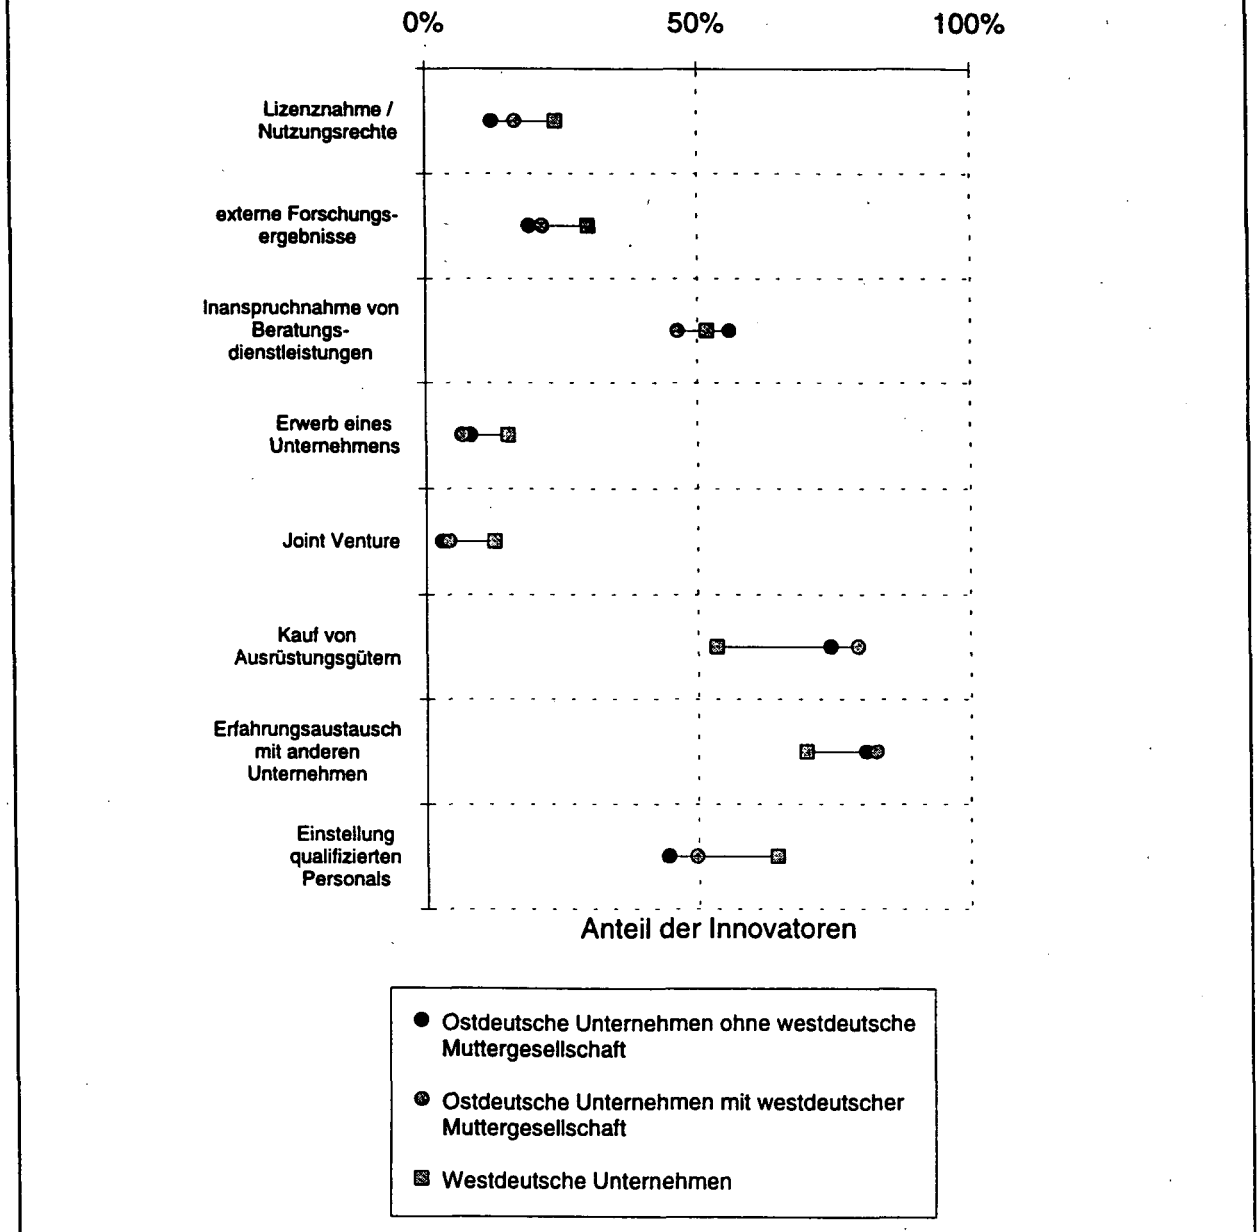 0% 50% 100%
Lizenznahme /
Nutzungsrechte
externe Forschungs-
ergebnisse
Inanspruchnahme von
Beratungs-
dienstleistungen
Erwerb eines
Unternehmens
Joint Venture
Kauf von
Ausrüstungsgütern
Erfahrungsaustausch
mit anderen
Unternehmen
Einstellung
qualifizierten
Personals
Anteil der Innovatoren
Ostdeutsche Unternehmen ohne westdeutsche
Muttergesellschaft
Ostdeutsche Unternehmen mit westdeutscher
Muttergesellschaft
Westdeutsche Unternehmen